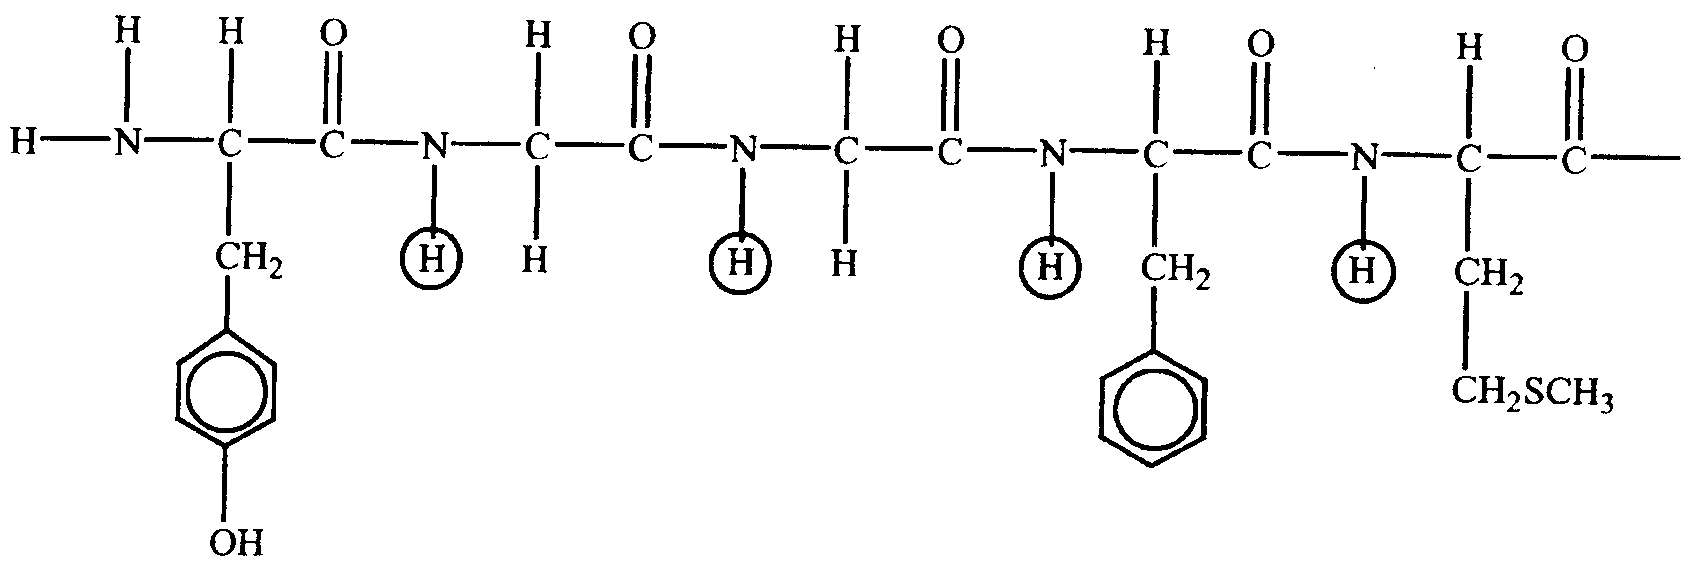 H H O H O H O H O H O
H N C C N C C N C C N C C N C C
CH2 H H H H H CH2 H CH2
CH2SCH3
OH